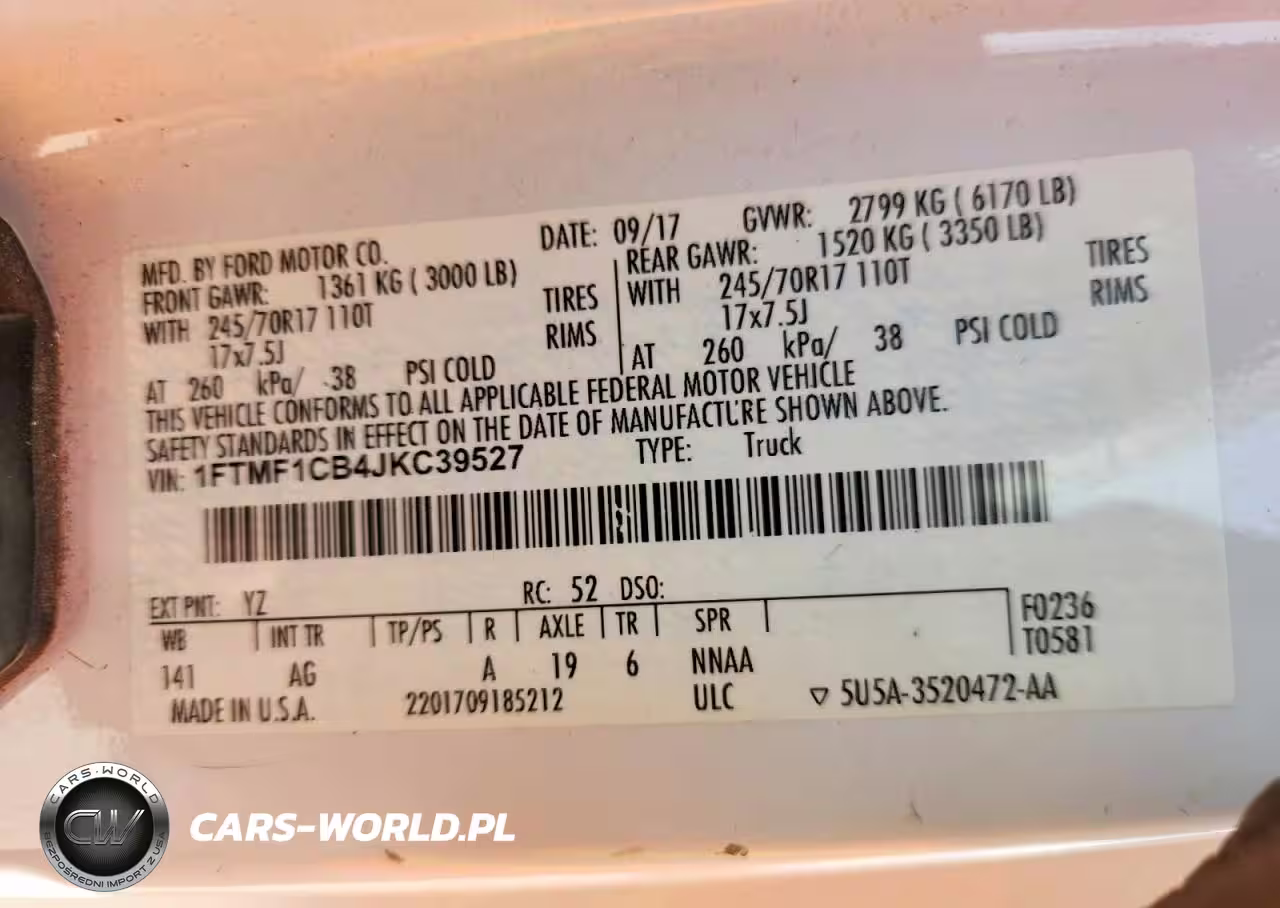 MFD. BY FORD MOTOR CO. DATE: 09/17 GVWR: 2799 KG ( 6170 LB)
FRONT GAWR: 1361 KG ( 3000 LB) REAR GAWR: 1520 KG ( 3350 LB)
WITH 245/70R17 110T TIRES WITH 245/70R17 110T TIRES
17x7.5J RIMS 17x7.5J RIMS
AT 260 kPa/ 38 PSI COLD AT 260 kPa/ 38 PSI COLD
THIS VEHICLE CONFORMS TO ALL APPLICABLE FEDERAL MOTOR VEHICLE
SAFETY STANDARDS IN EFFECT ON THE DATE OF MANUFACTURE SHOWN ABOVE.
VIN: 1FTMF1CB4JKC39527 TYPE: Truck
EXT PNT: YZ RC: 52 DSO:
WB INT TR TP/PS R AXLE TR SPR F0236
T0581
141 AG A 19 6 NNAA
MADE IN U.S.A. 2201709185212 ULC ▽ 5U5A-3520472-AA
CARS-WORLD
CW
BEZPOŚREDNI IMPORT Z USA
CARS-WORLD.PL